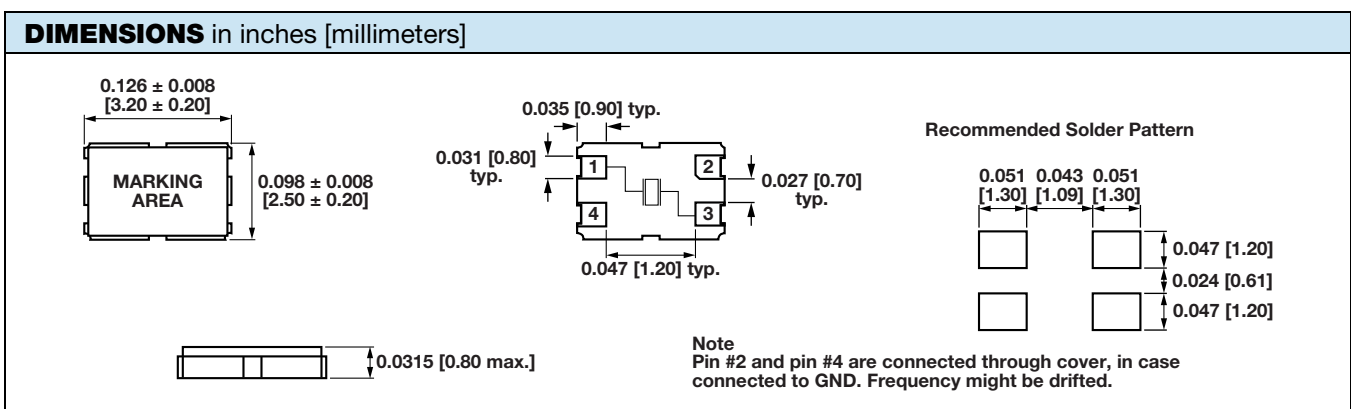 DIMENSIONS in inches [millimeters]
0.126 ± 0.008
[3.20 ± 0.20]
MARKING
AREA
0.098 ± 0.008
[2.50 ± 0.20]
0.035 [0.90] typ.
0.031 [0.80]
typ.
1
2
4
3
0.027 [0.70]
typ.
0.047 [1.20] typ.
Recommended Solder Pattern
0.051 0.043 0.051
[1.30] [1.09] [1.30]
0.047 [1.20]
0.024 [0.61]
0.047 [1.20]
0.0315 [0.80 max.]
Note
Pin #2 and pin #4 are connected through cover, in case
connected to GND. Frequency might be drifted.